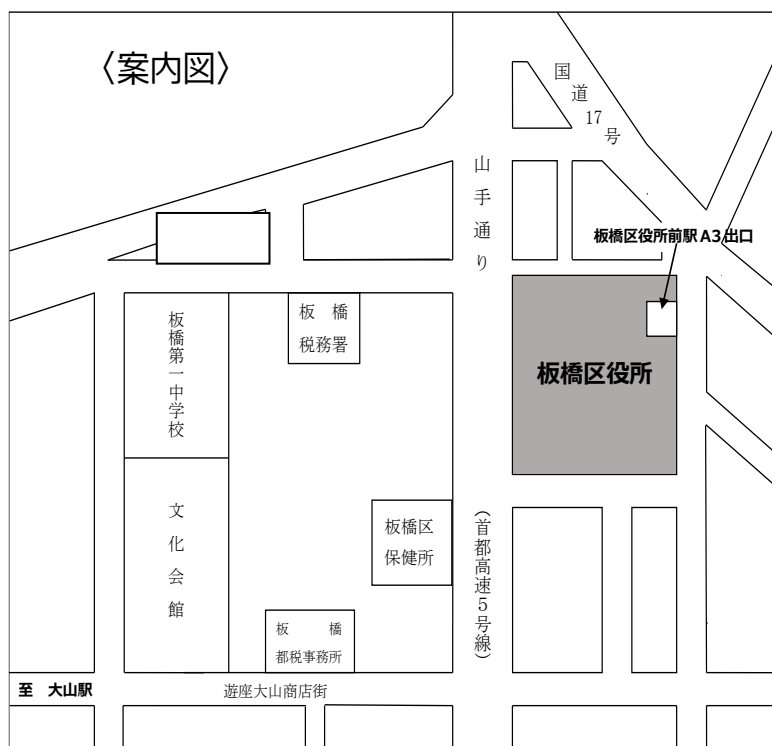 〈案内図〉
国道17号
山手通り
板橋区役所前駅A3出口
板橋第一中学校
板橋
税務署
板橋区役所
文化会館
板橋区
保健所
(首都高速5号線)
板橋
都税事務所
至 大山駅
遊座大山商店街